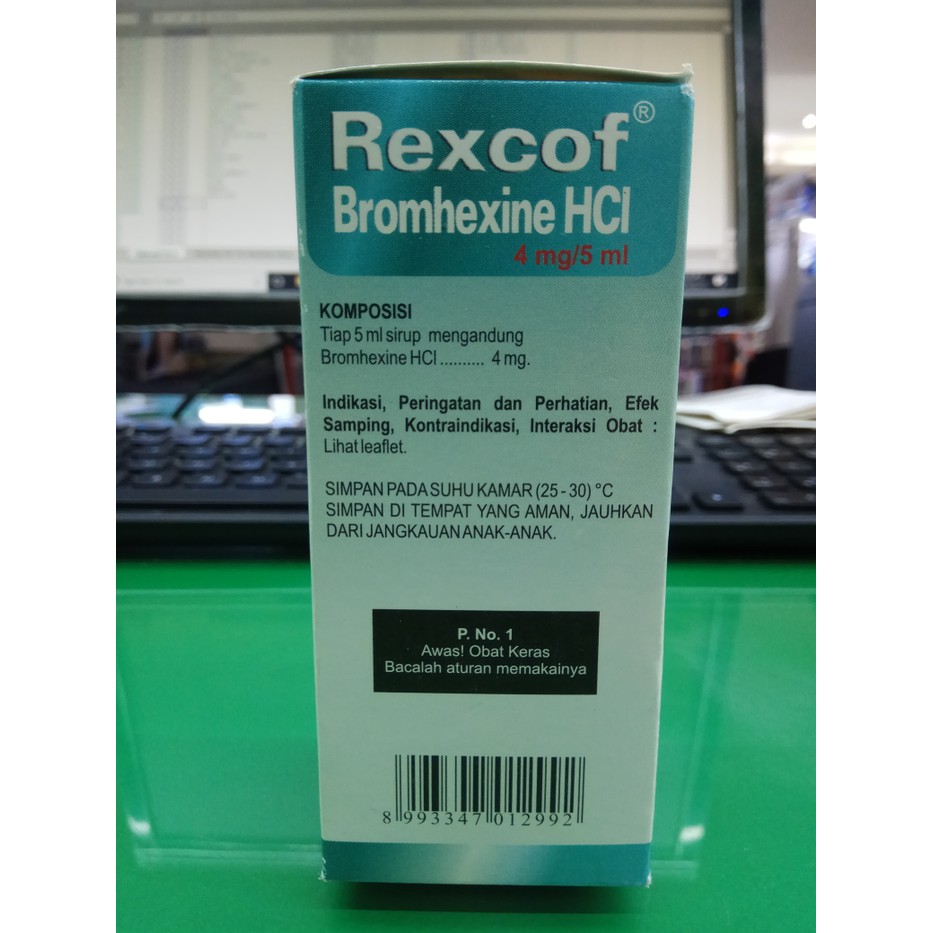 Rexcof®
Bromhexine HCl
4 mg/5 ml
KOMPOSISI
Tiap 5 ml sirup mengandung
Bromhexine HCl .......... 4 mg.
Indikasi, Peringatan dan Perhatian, Efek
Samping, Kontraindikasi, Interaksi Obat :
Lihat leaflet.
SIMPAN PADA SUHU KAMAR (25 - 30) °C
SIMPAN DI TEMPAT YANG AMAN, JAUHKAN
DARI JANGKAUAN ANAK-ANAK.
P. No. 1
Awas! Obat Keras
Bacalah aturan memakainya
8 993347 012992